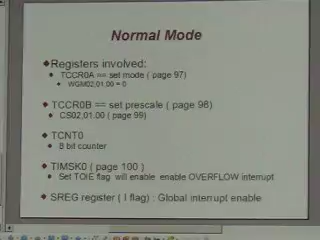 Normal Mode
Registers involved:
TCCR0A == set mode ( page 97)
WGM02,01,00 = 0
TCCR0B == set prescale ( page 98)
CS02,01.00 ( page 99)
TCNT0
8 bit counter
TIMSK0 ( page 100 )
Set TOIE flag will enable enable OVERFLOW interrupt
SREG register ( I flag) : Global interrupt enable